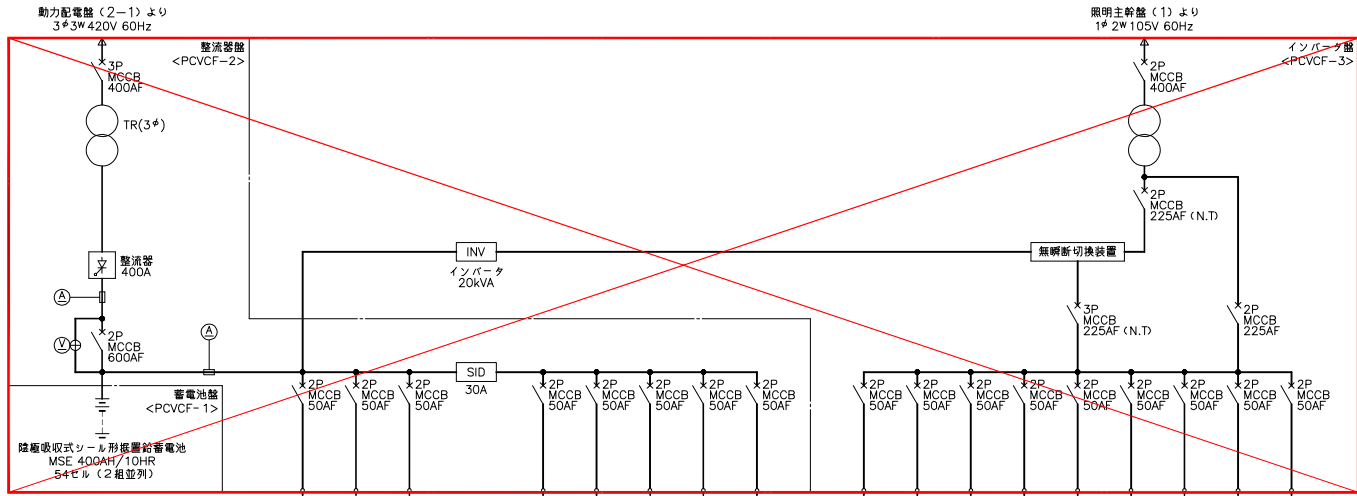 動力配電盤(2-1)より
3φ3W 420V 60Hz
照明主幹盤(1)より
1φ 2W 105V 60Hz
整流器盤
<PCVCF-2>
インバータ盤
<PCVCF-3>
3P
MCCB
400AF
2P
MCCB
400AF
TR(3φ)
2P
MCCB
225AF(N.T)
整流器
400A
INV
インバータ
20kVA
無瞬断切換装置
A
3P
MCCB
225AF(N.T)
2P
MCCB
225AF
V
2P
MCCB
600AF
A
SID
30A
蓄電池盤
<PCVCF-1>
2P
MCCB
50AF
2P
MCCB
50AF
2P
MCCB
50AF
2P
MCCB
50AF
2P
MCCB
50AF
2P
MCCB
50AF
2P
MCCB
50AF
2P
MCCB
50AF
2P
MCCB
50AF
2P
MCCB
50AF
2P
MCCB
50AF
2P
MCCB
50AF
2P
MCCB
50AF
2P
MCCB
50AF
2P
MCCB
50AF
2P
MCCB
50AF
2P
MCCB
50AF
陰極吸収式シール形据置鉛蓄電池
MSE 400AH/10HR
54セル(2組並列)